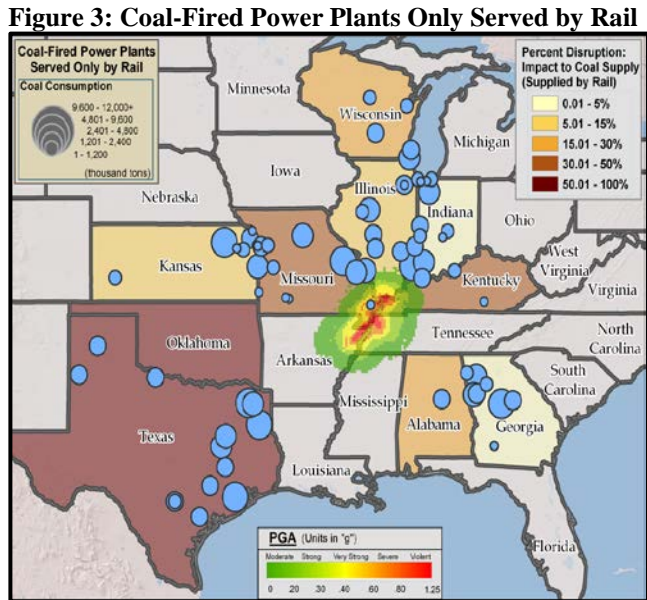 Figure 3: Coal-Fired Power Plants Only Served by Rail
Coal-Fired Power Plants
Served Only by Rail
Coal Consumption
9,600 - 12,000+
4,801 - 9,600
2,401 - 4,800
1,201 - 2,400
1 - 1,200
(thousand tons)
Percent Disruption:
Impact to Coal Supply
(Supplied by Rail)
0.01 - 5%
5.01 - 15%
15.01 - 30%
30.01 - 50%
50.01 - 100%
Minnesota
Wisconsin
Michigan
Iowa
Nebraska
Illinois
Indiana
Ohio
West
Virginia
Virginia
Kansas
Missouri
Kentucky
Oklahoma
Arkansas
Tennessee
North
Carolina
South
Carolina
Mississippi
Alabama
Georgia
Texas
Louisiana
Florida
PGA (Units in "g")
Moderate Strong Very Strong Severe Violent
0 .20 .40 .60 .80 1.25